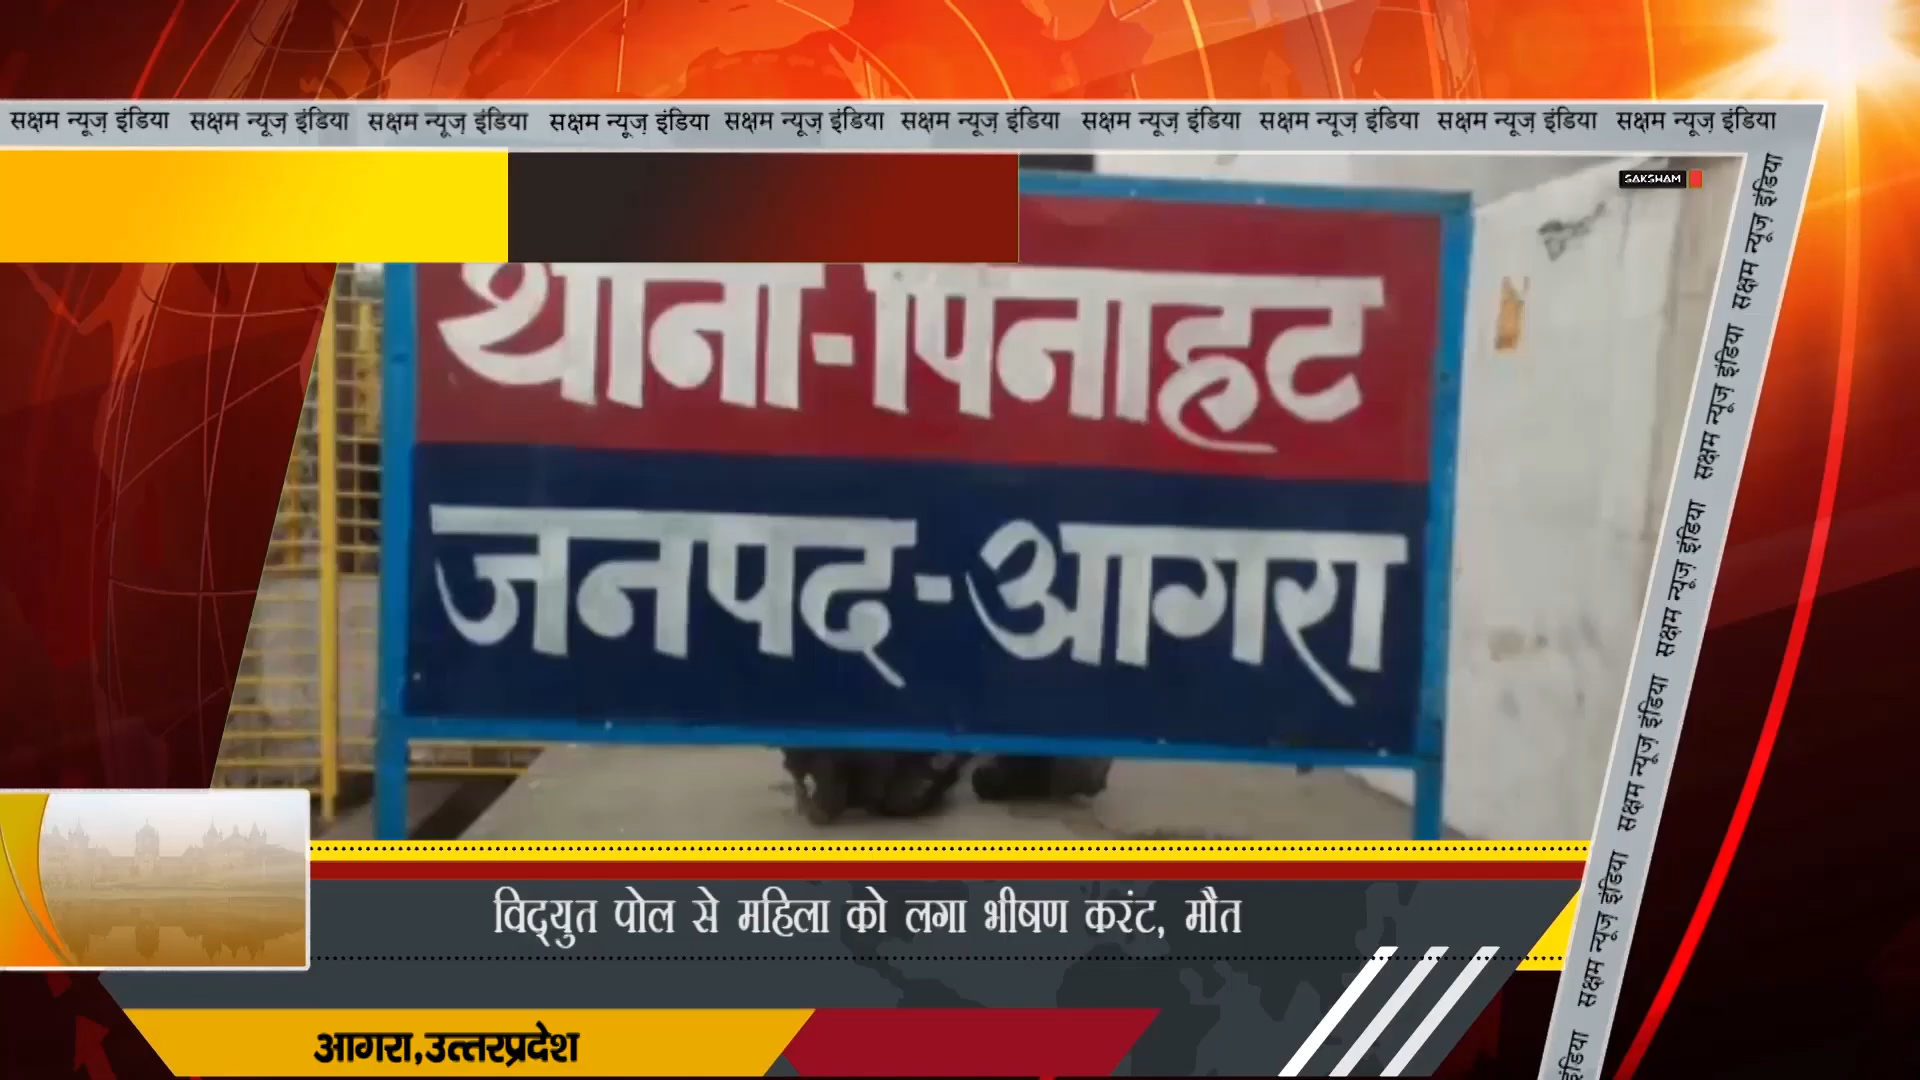 सक्षम न्यूज़ इंडिया सक्षम न्यूज़ इंडिया सक्षम न्यूज़ इंडिया सक्षम न्यूज़ इंडिया सक्षम न्यूज़ इंडिया सक्षम न्यूज़ इंडिया सक्षम न्यूज़ इंडिया सक्षम न्यूज़ इंडिया सक्षम न्यूज़ इंडिया सक्षम न्यूज़ इंडिया
SAKSHAM
थाना-पिनाहट
जनपद-आगरा
विद्युत पोल से महिला को लगा भीषण करंट, मौत
आगरा,उत्तरप्रदेश
इंडिया सक्षम न्यूज़ इंडिया सक्षम न्यूज़ इंडिया सक्षम न्यूज़ इंडिया सक्षम न्यूज़ इंडिया सक्षम न्यूज़ इंडिया